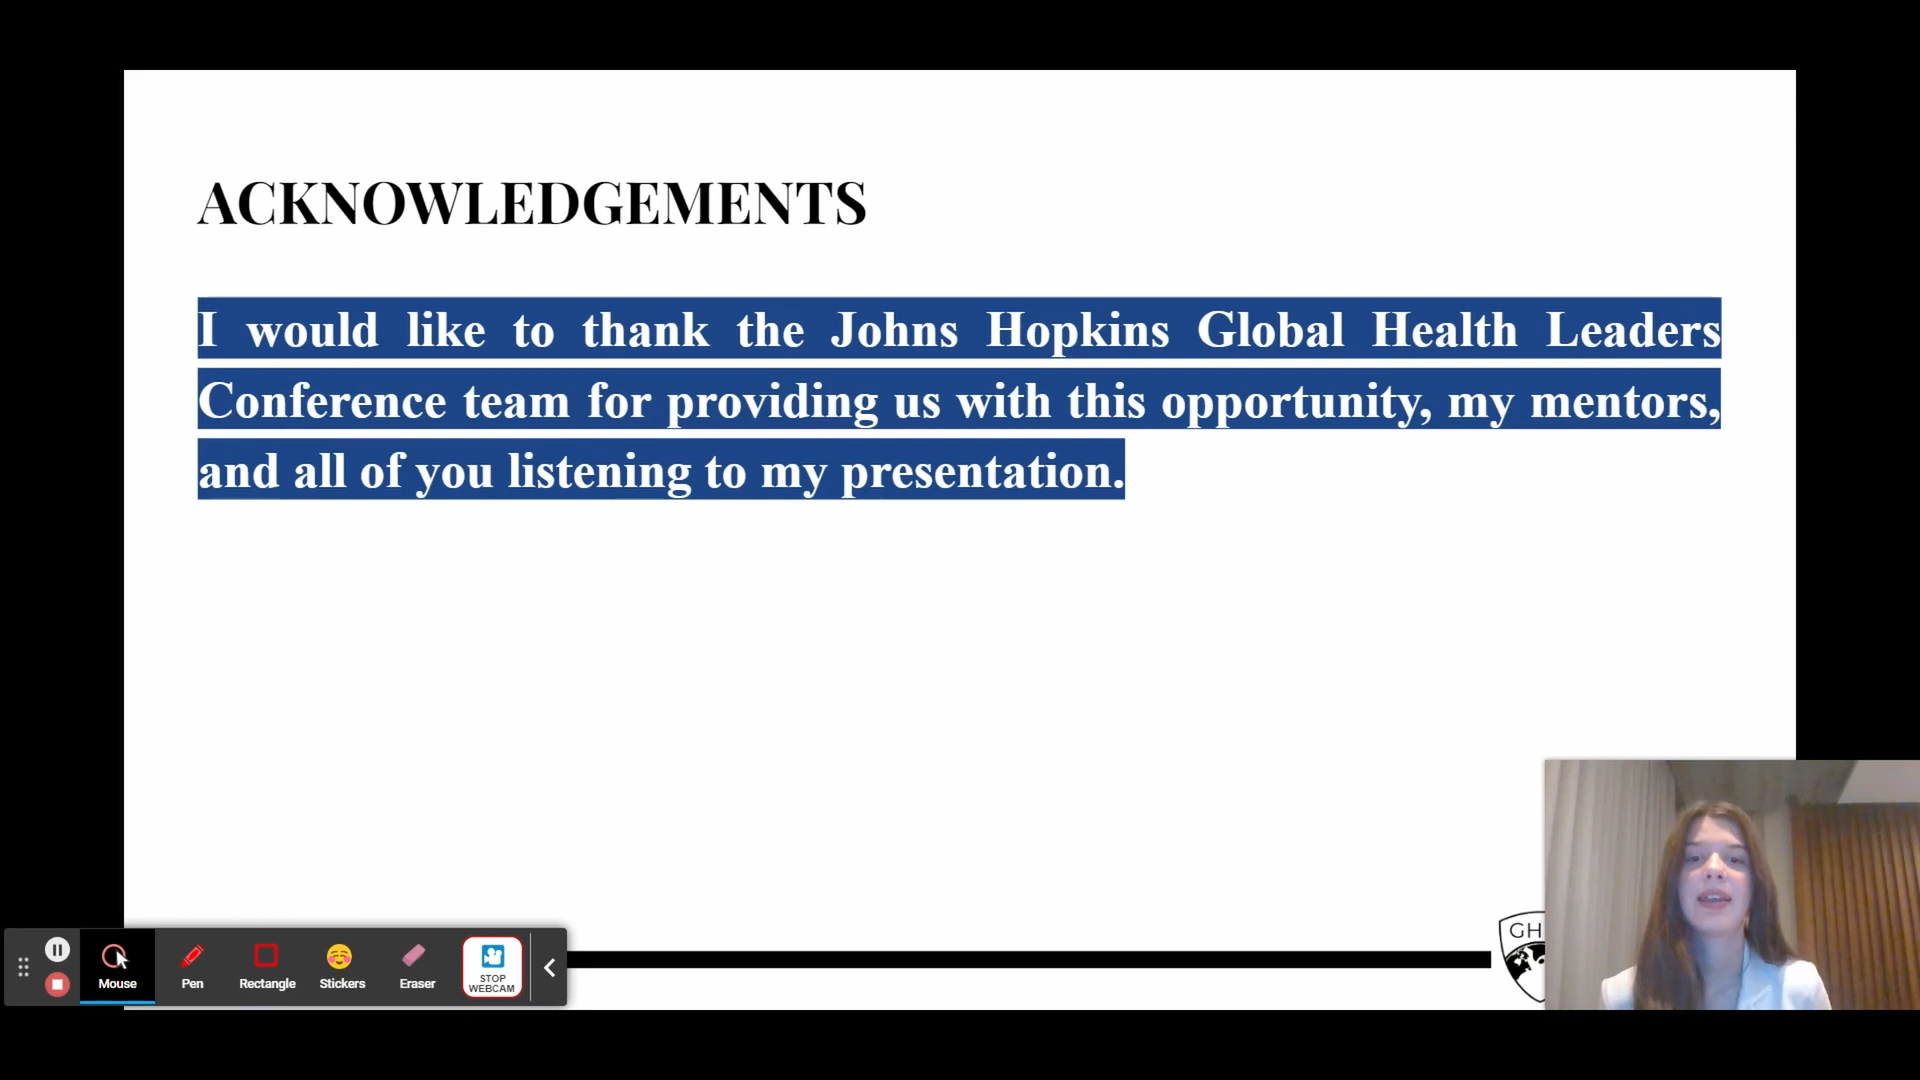 ACKNOWLEDGEMENTS
I would like to thank the Johns Hopkins Global Health Leaders
Conference team for providing us with this opportunity, my mentors,
and all of you listening to my presentation.
GH
Mouse
Pen
Rectangle
Stickers
Eraser
STOP
WEBCAM